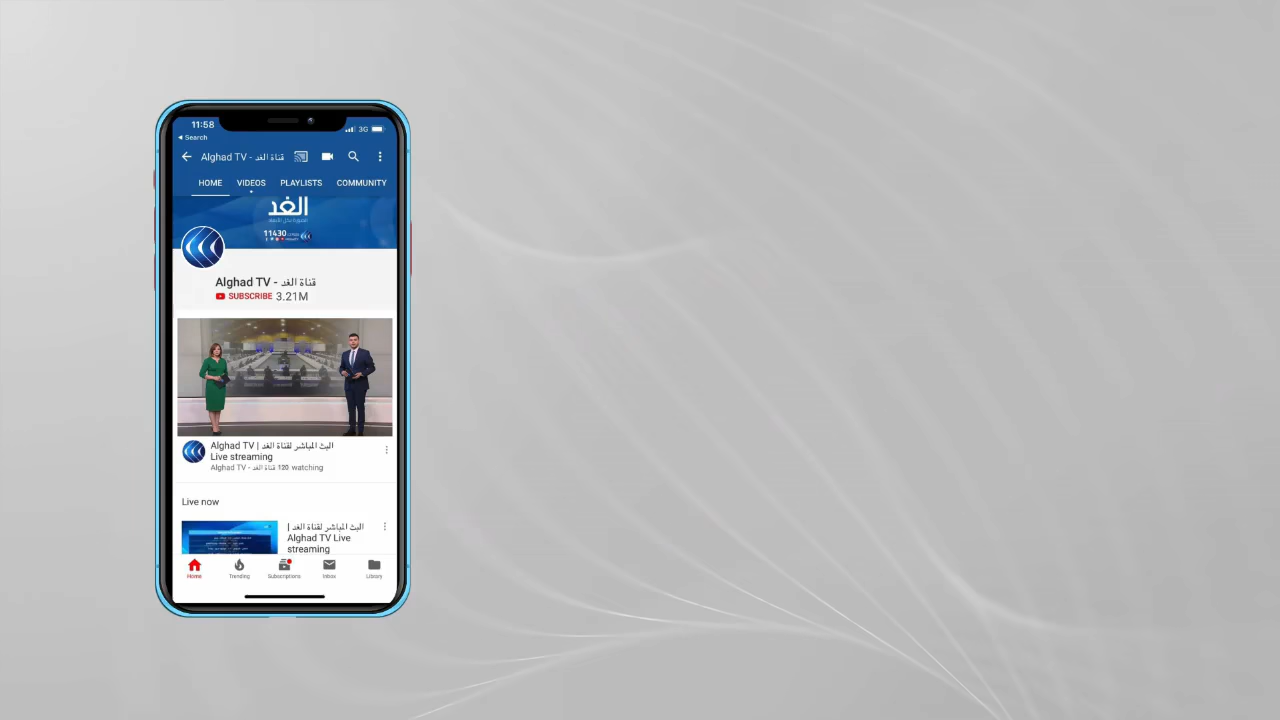 11:58
3G
Search
Alghad TV - قناة الغد
HOME VIDEOS PLAYLISTS COMMUNITY
الغد
11430
Alghad TV - قناة الغد
SUBSCRIBE 3.21M
Alghad TV | البث المباشر لقناة الغد
Live streaming
Alghad TV - قناة الغد 120 watching
Live now
البث المباشر لقناة الغد |
Alghad TV Live
streaming
Home Trending Subscriptions Inbox Library